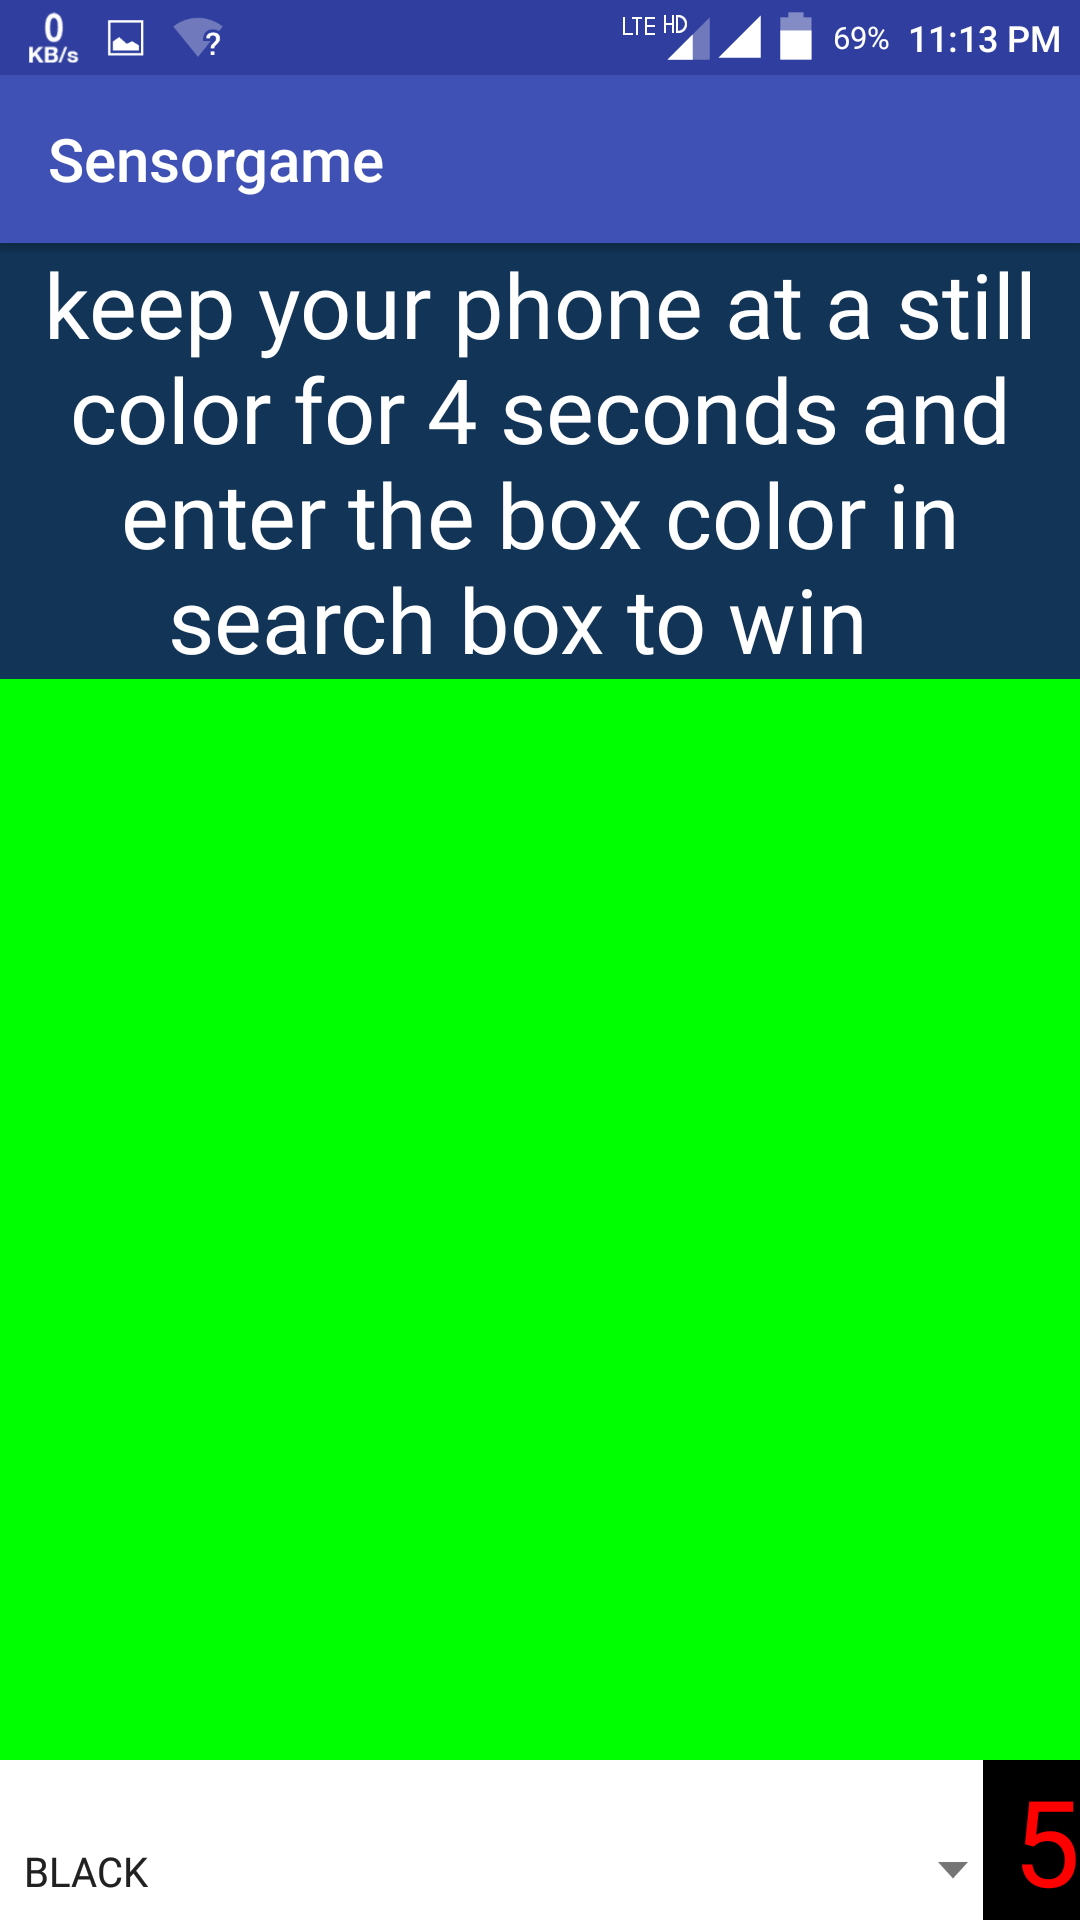 0
KB/s
?
LTE HD
69% 11:13 PM
Sensorgame
keep your phone at a still
color for 4 seconds and
enter the box color in
search box to win
BLACK
5